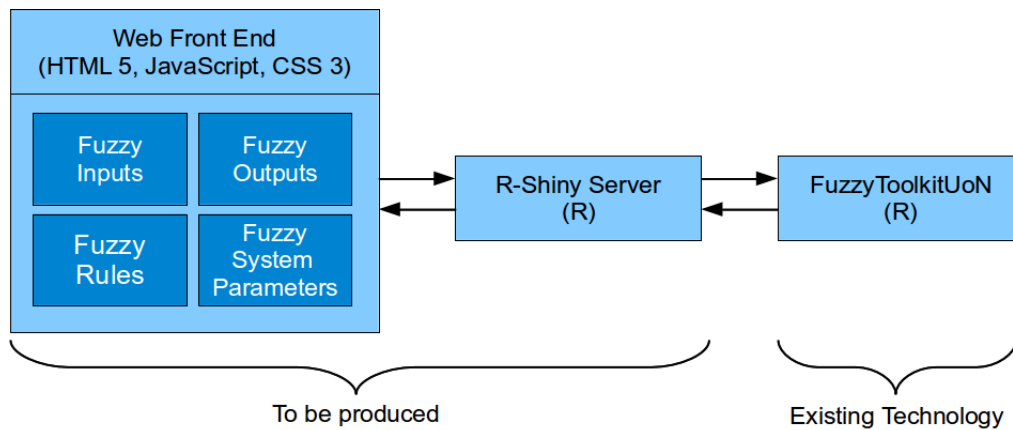 Web Front End
(HTML 5, JavaScript, CSS 3)
Fuzzy
Inputs
Fuzzy
Outputs
Fuzzy
Rules
Fuzzy
System
Parameters
R-Shiny Server
(R)
FuzzyToolkitUoN
(R)
To be produced
Existing Technology